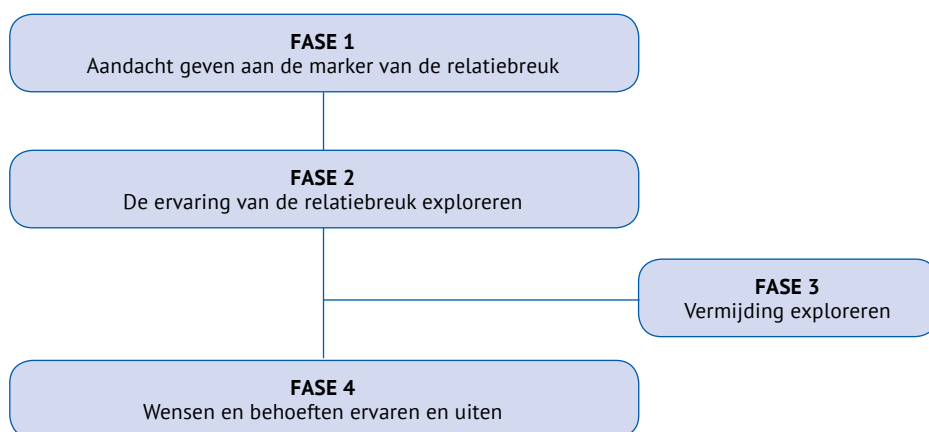 FASE 1
Aandacht geven aan de marker van de relatiebreuk
FASE 2
De ervaring van de relatiebreuk exploreren
FASE 3
Vermijding exploreren
FASE 4
Wensen en behoeften ervaren en uiten